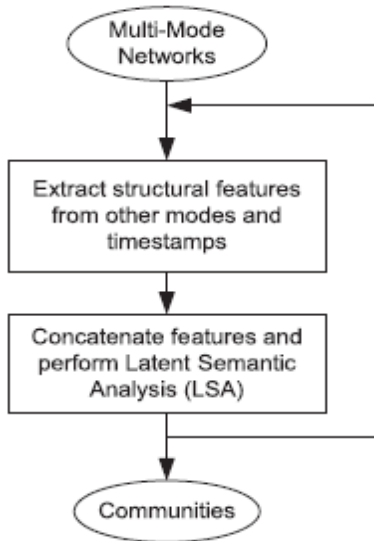 Multi-Mode
Networks
Extract structural features
from other modes and
timestamps
Concatenate features and
perform Latent Semantic
Analysis (LSA)
Communities